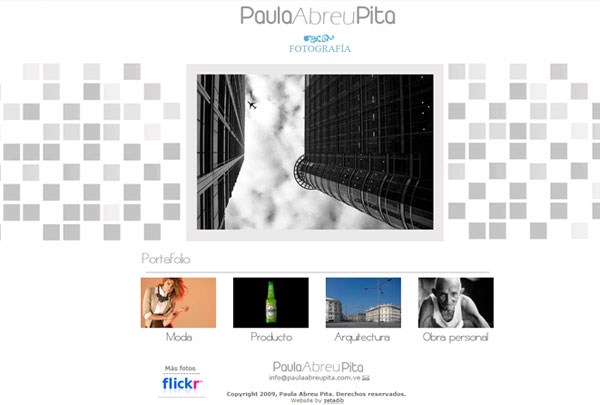 PaulaAbreuPita
FOTOGRAFÍA
Portafolio
Moda Producto Arquitectura Obra personal
Más fotos
flickr
PaulaAbreuPita
info@paulaabreupita.com.ve
Copyright 2009, Paula Abreu Pita. Derechos reservados.
Website by zetadib